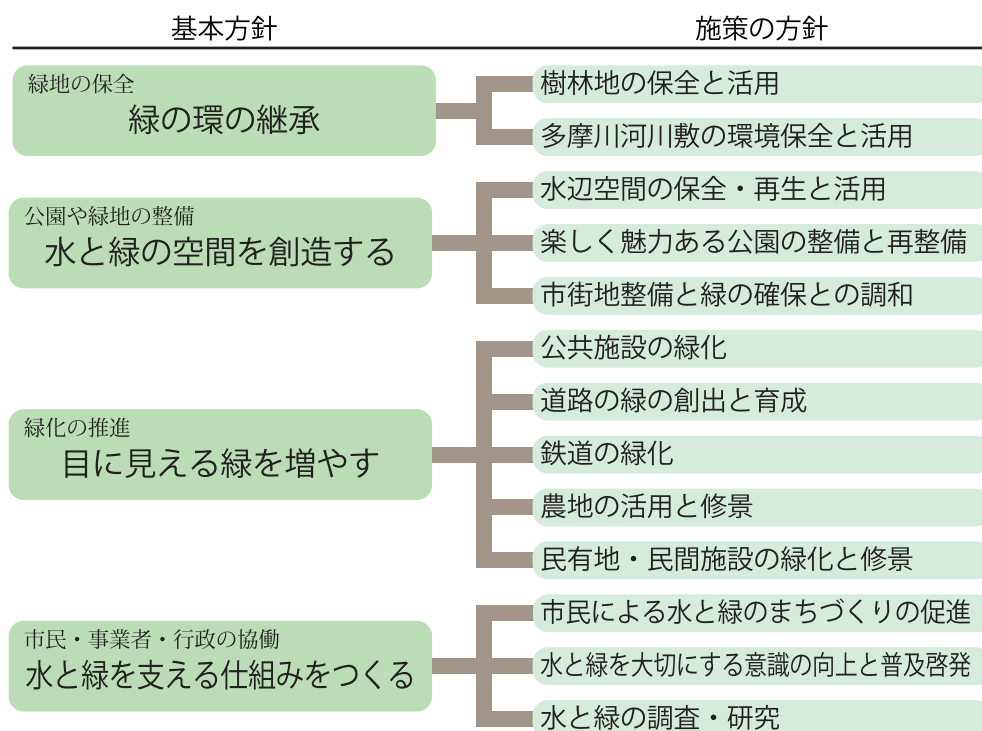 基本方針
施策の方針
緑地の保全
緑の環の継承
樹林地の保全と活用
多摩川河川敷の環境保全と活用
公園や緑地の整備
水と緑の空間を創造する
水辺空間の保全・再生と活用
楽しく魅力ある公園の整備と再整備
市街地整備と緑の確保との調和
緑化の推進
目に見える緑を増やす
公共施設の緑化
道路の緑の創出と育成
鉄道の緑化
農地の活用と修景
民有地・民間施設の緑化と修景
市民・事業者・行政の協働
水と緑を支える仕組みをつくる
市民による水と緑のまちづくりの促進
水と緑を大切にする意識の向上と普及啓発
水と緑の調査・研究